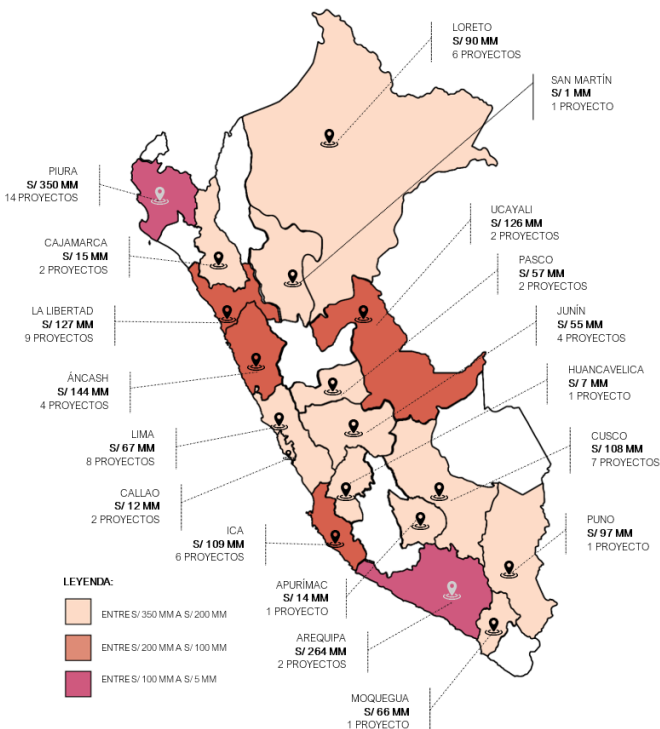 LORETO
S/ 90 MM
6 PROYECTOS
SAN MARTÍN
S/ 1 MM
1 PROYECTO
PIURA
S/ 350 MM
14 PROYECTOS
UCAYALI
S/ 126 MM
2 PROYECTOS
CAJAMARCA
S/ 15 MM
2 PROYECTOS
PASCO
S/ 57 MM
2 PROYECTOS
LA LIBERTAD
S/ 127 MM
9 PROYECTOS
JUNÍN
S/ 55 MM
4 PROYECTOS
ÁNCASH
S/ 144 MM
4 PROYECTOS
HUANCAVELICA
S/ 7 MM
1 PROYECTO
LIMA
S/ 67 MM
8 PROYECTOS
CUSCO
S/ 108 MM
7 PROYECTOS
CALLAO
S/ 12 MM
2 PROYECTOS
ICA
S/ 109 MM
6 PROYECTOS
PUNO
S/ 97 MM
1 PROYECTO
APURÍMAC
S/ 14 MM
1 PROYECTO
AREQUIPA
S/ 264 MM
2 PROYECTOS
MOQUEGUA
S/ 66 MM
1 PROYECTO
LEYENDA:
ENTRE S/ 350 MM A S/ 200 MM
ENTRE S/ 200 MM A S/ 100 MM
ENTRE S/ 100 MM A S/ 5 MM